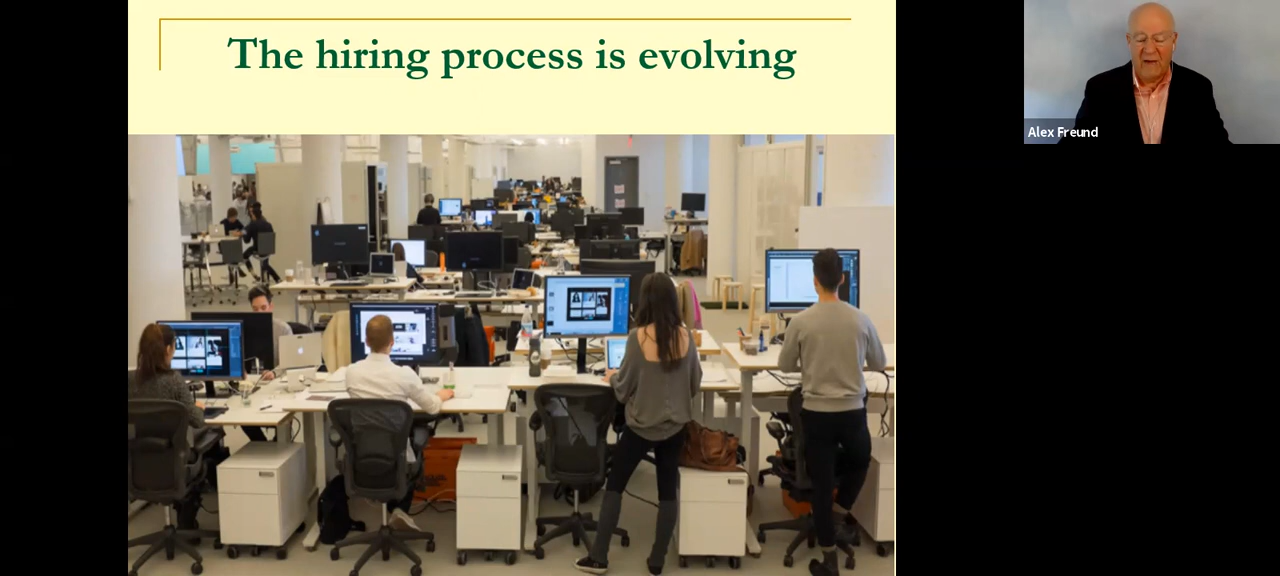 The hiring process is evolving
Alex Freund